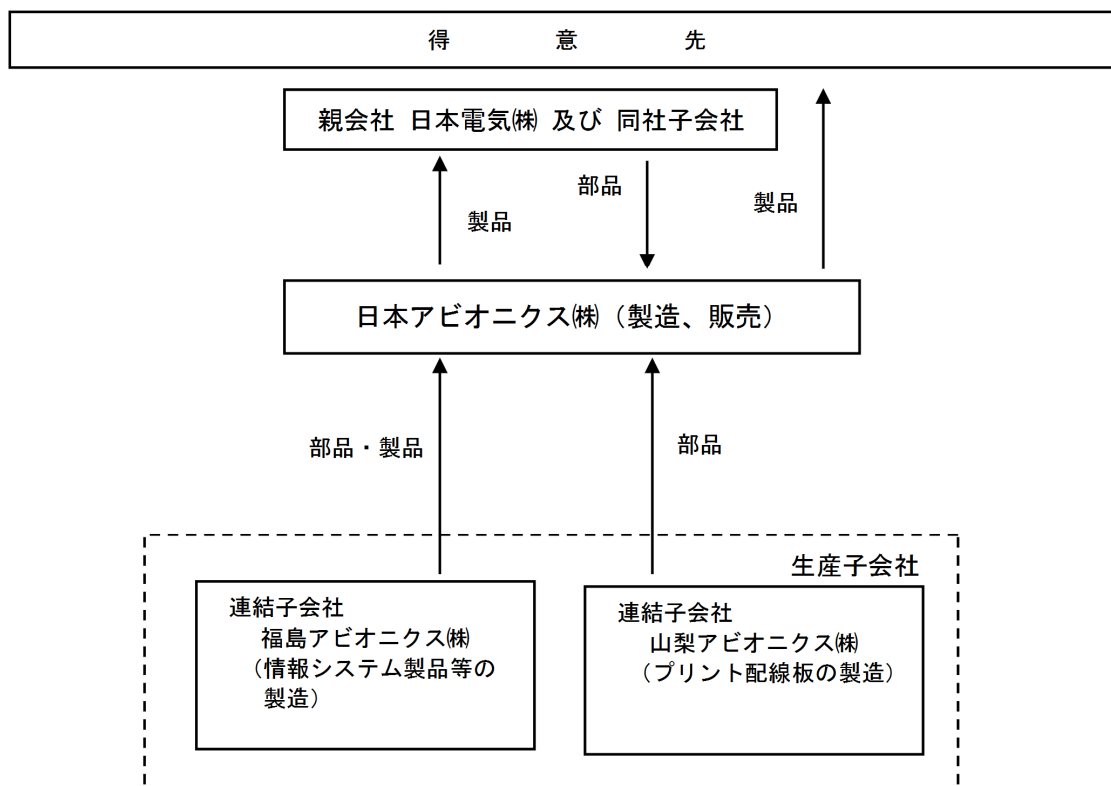 得意先
親会社 日本電気㈱ 及び 同社子会社
部品
製品
製品
日本アビオニクス㈱（製造、販売）
部品・製品
部品
生産子会社
連結子会社
福島アビオニクス㈱
（情報システム製品等の
製造）
連結子会社
山梨アビオニクス㈱
（プリント配線板の製造）